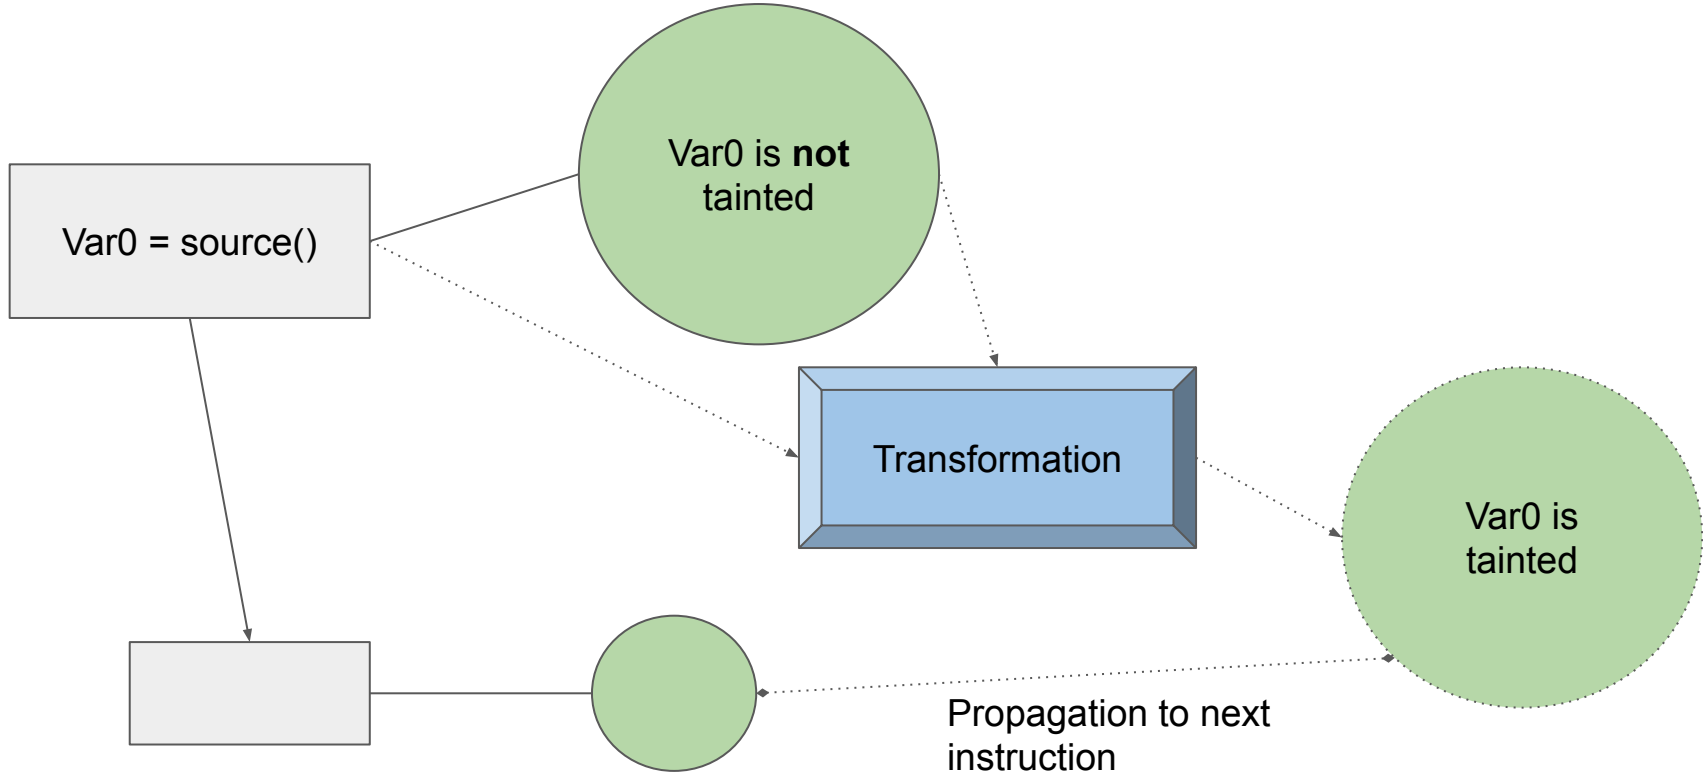 Var0 is not
tainted
Var0 = source()
Transformation
Var0 is
tainted
Propagation to next
instruction